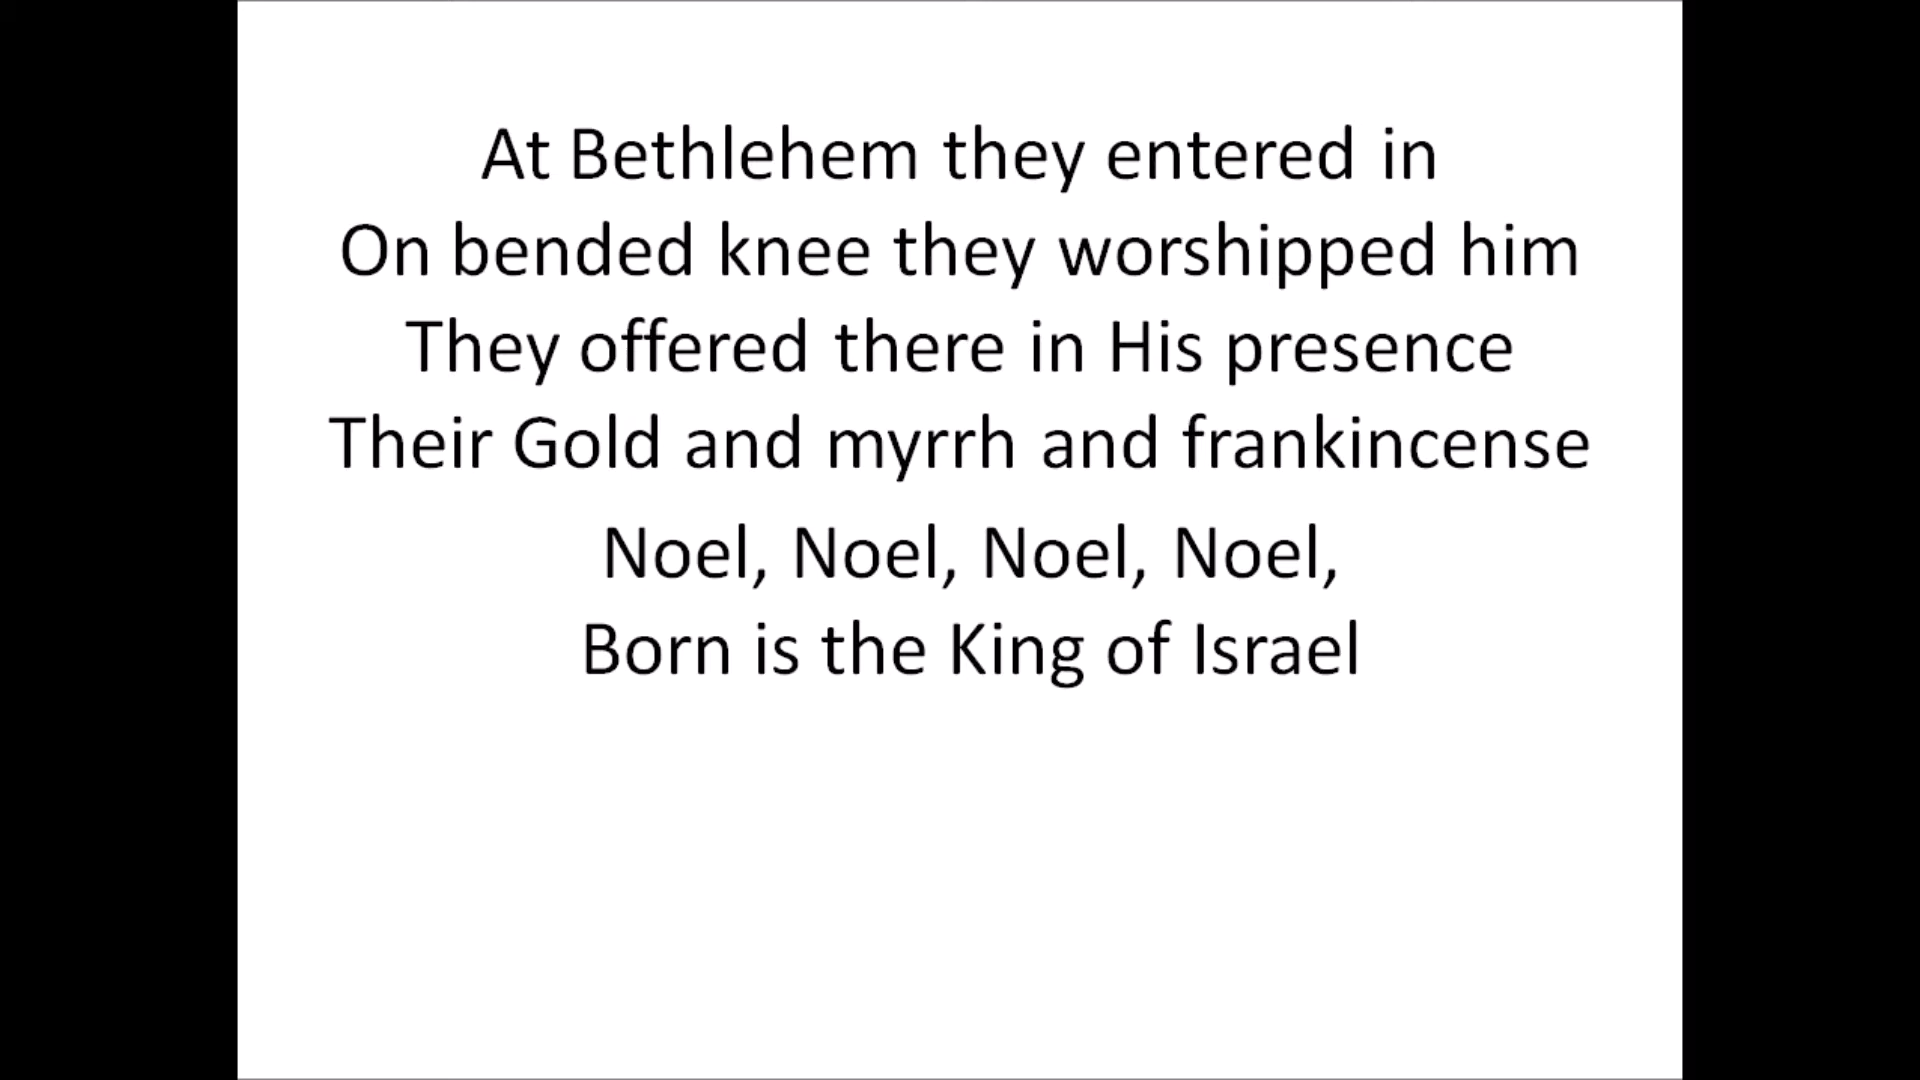 At Bethlehem they entered in
On bended knee they worshipped him
They offered there in His presence
Their Gold and myrrh and frankincense
Noel, Noel, Noel, Noel,
Born is the King of Israel